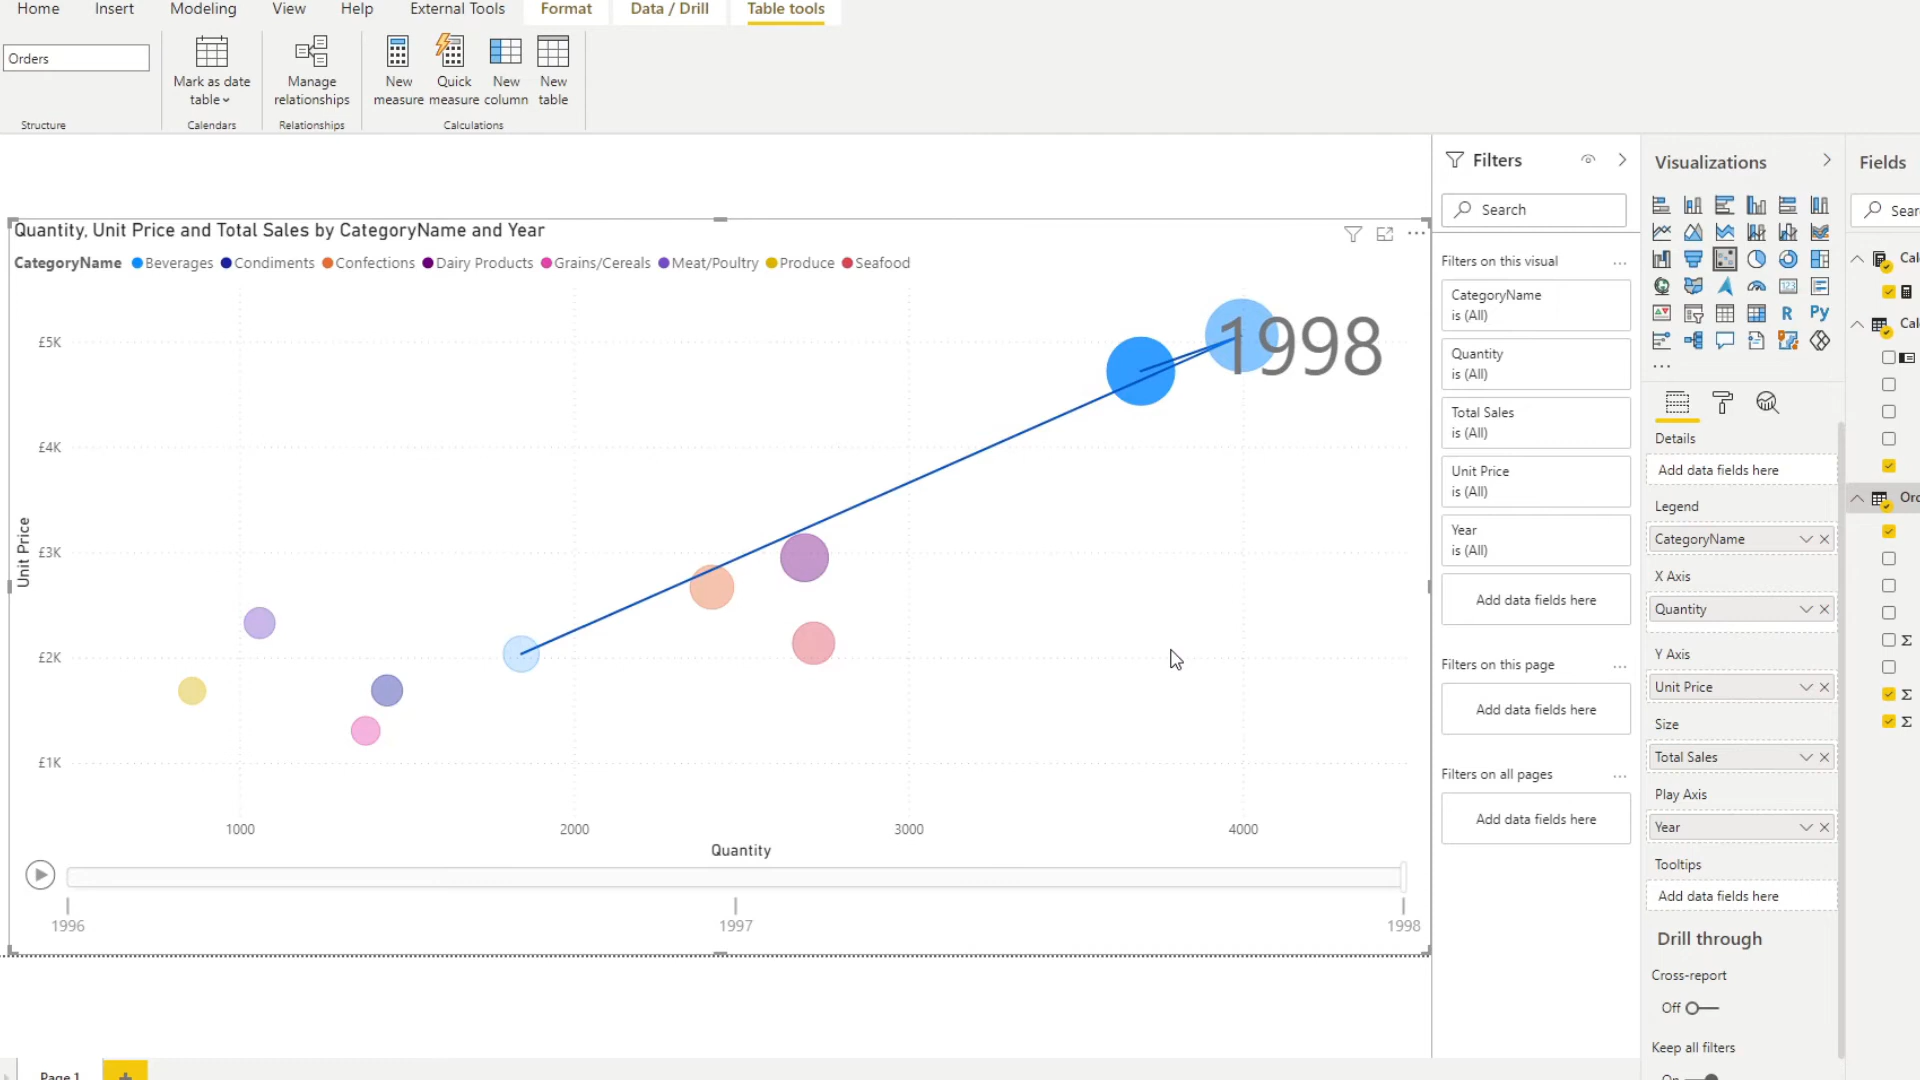 Home Insert Modeling View Help External Tools Format Data / Drill Table tools
Orders
Mark as date table
Manage relationships
New measure
Quick measure
New column
New table
Structure
Calendars
Relationships
Calculations
Quantity, Unit Price and Total Sales by CategoryName and Year
CategoryName Beverages Condiments Confections Dairy Products Grains/Cereals Meat/Poultry Produce Seafood
1998
£5K
£4K
£3K
£2K
£1K
Unit Price
1000 2000 3000 4000
Quantity
1996 1997 1998
Page 1
+
Filters
Search
Filters on this visual
...
CategoryName
is (All)
Quantity
is (All)
Total Sales
is (All)
Unit Price
is (All)
Year
is (All)
Add data fields here
Filters on this page
...
Add data fields here
Filters on all pages
...
Add data fields here
Visualizations
123
R Py
...
Details
Add data fields here
Legend
CategoryName
X Axis
Quantity
Y Axis
Unit Price
Size
Total Sales
Play Axis
Year
Tooltips
Add data fields here
Drill through
Cross-report
Off
Keep all filters
On
Fields
Sear
Cal
Cal
Orc
Σ
Σ
Σ